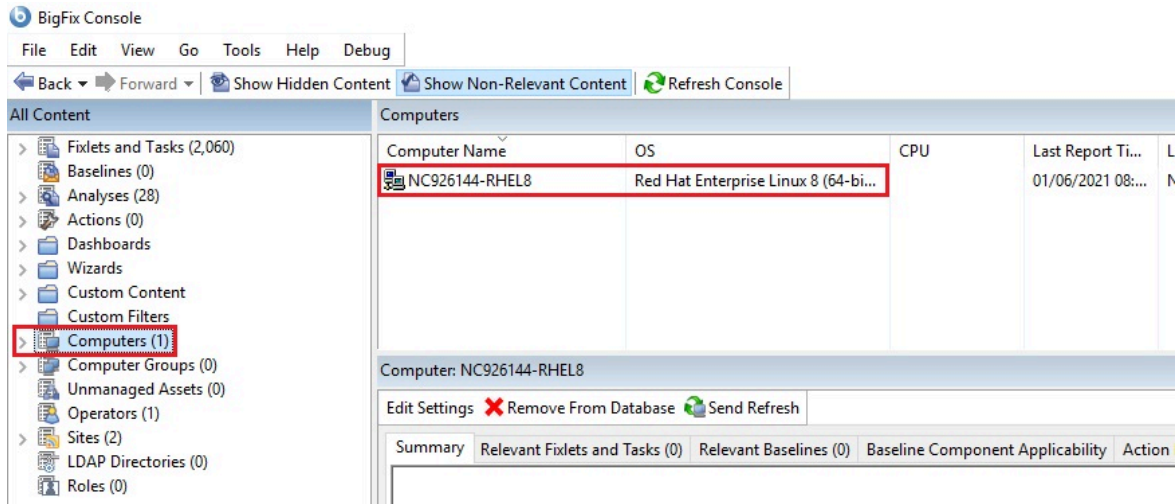 BigFix Console
File Edit View Go Tools Help Debug
Back Forward Show Hidden Content Show Non-Relevant Content Refresh Console
All Content
Fixlets and Tasks (2,060)
Baselines (0)
Analyses (28)
Actions (0)
Dashboards
Wizards
Custom Content
Custom Filters
Computers (1)
Computer Groups (0)
Unmanaged Assets (0)
Operators (1)
Sites (2)
LDAP Directories (0)
Roles (0)
Computers
Computer Name OS CPU Last Report Ti... L
NC926144-RHEL8 Red Hat Enterprise Linux 8 (64-bi... 01/06/2021 08:... N
Computer: NC926144-RHEL8
Edit Settings Remove From Database Send Refresh
Summary Relevant Fixlets and Tasks (0) Relevant Baselines (0) Baseline Component Applicability Action